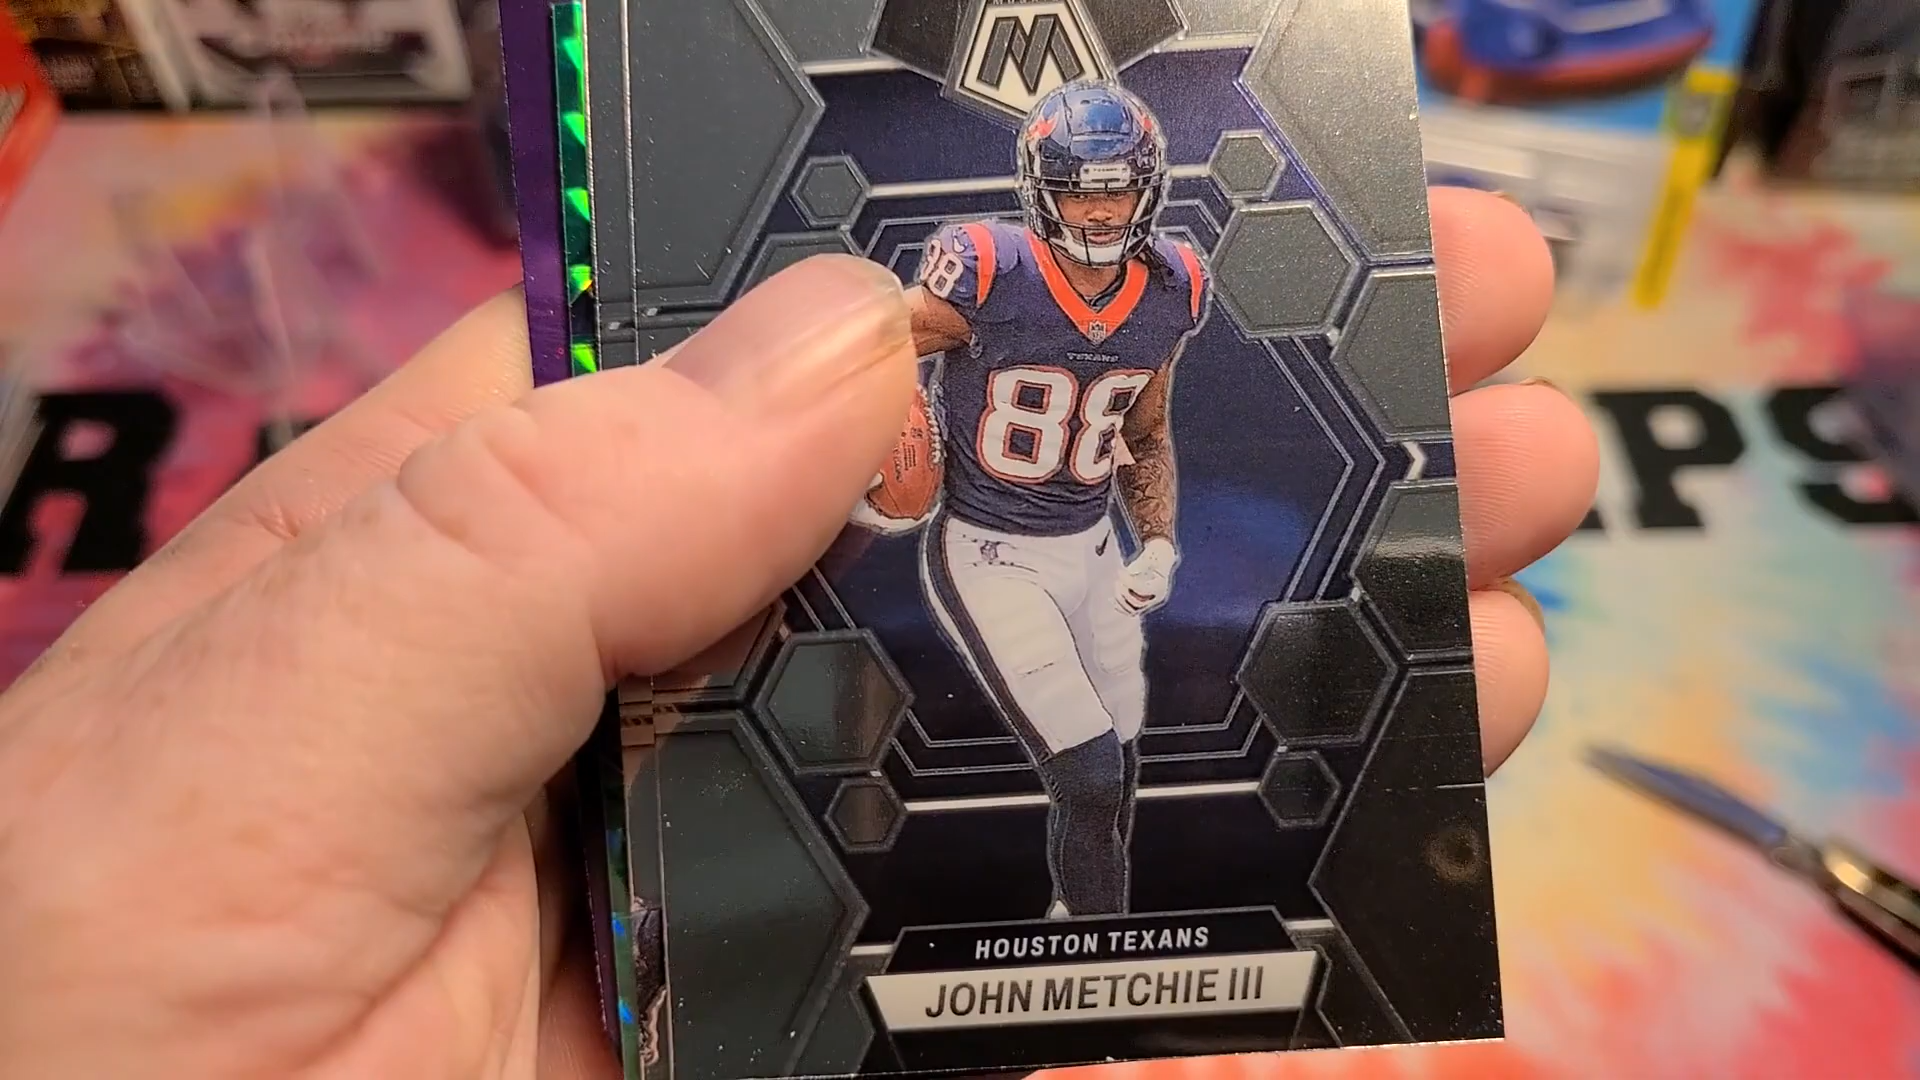 M
88
TEXANS
88
HOUSTON TEXANS
JOHN METCHIE III